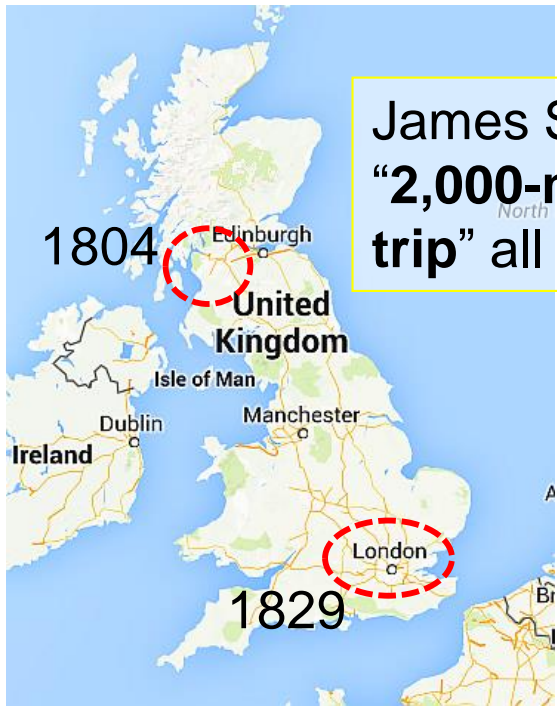 James S
“2,000-m
North
trip” all
1804
Edinburgh
United
Kingdom
Isle of Man
Manchester
Dublin
Ireland
London
1829
A
Br